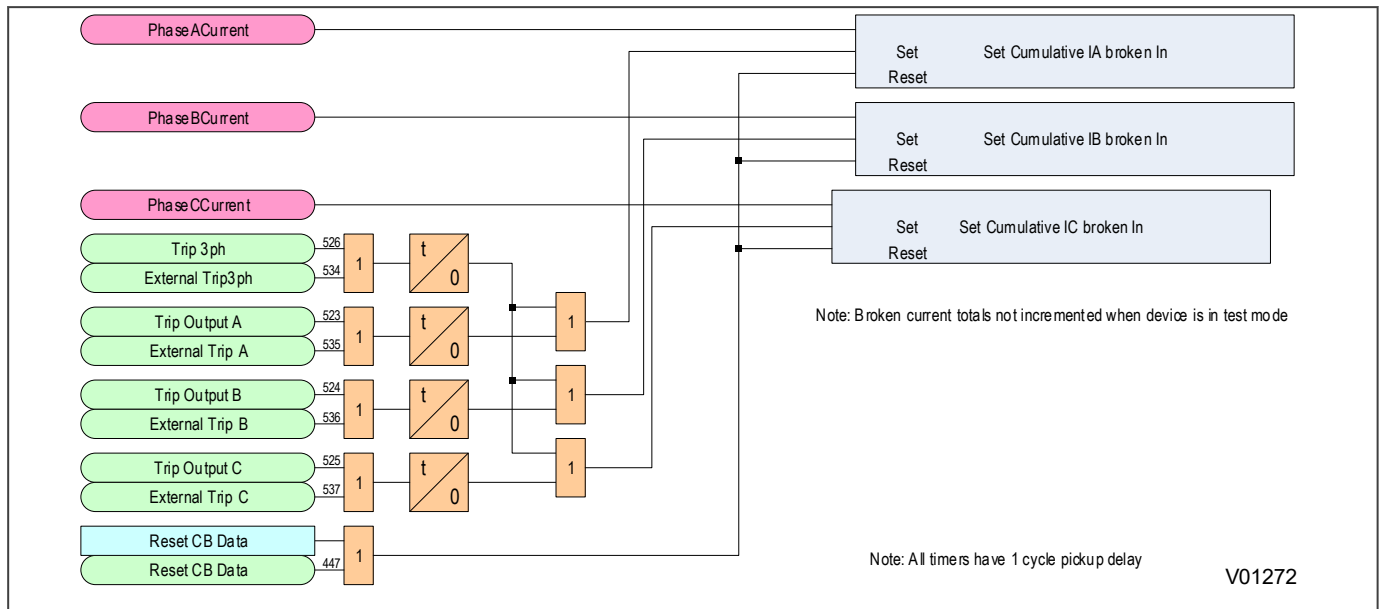 PhaseACurrent
Set Set Cumulative IA broken In
Reset
PhaseBCurrent
Set Set Cumulative IB broken In
Reset
PhaseCCurrent
Set Set Cumulative IC broken In
Reset
Trip 3ph 526
External Trip3ph 534
1
t
0
Trip Output A 523
External Trip A 535
1
t
0
1
Note: Broken current totals not incremented when device is in test mode
Trip Output B 524
External Trip B 536
1
t
0
1
Trip Output C 525
External Trip C 537
1
t
0
1
Reset CB Data
Reset CB Data 447
1
Note: All timers have 1 cycle pickup delay
V01272